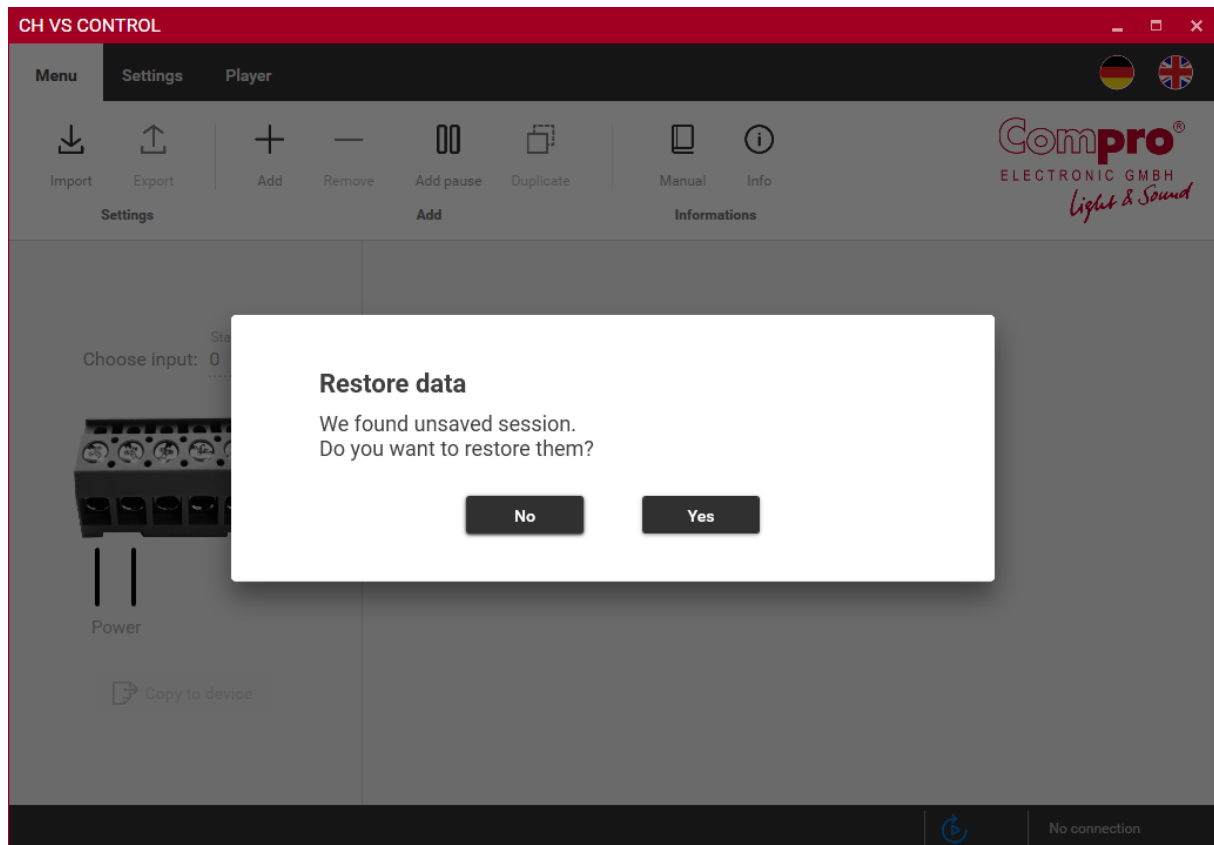 CH VS CONTROL
Menu Settings Player
Compro®
ELECTRONIC GMBH
Light & Sound
Import Export Add Remove Add pause Duplicate Manual Info
Settings Add Informations
Choose input: 0
Restore data
We found unsaved session.
Do you want to restore them?
No Yes
Power
Copy to device
No connection